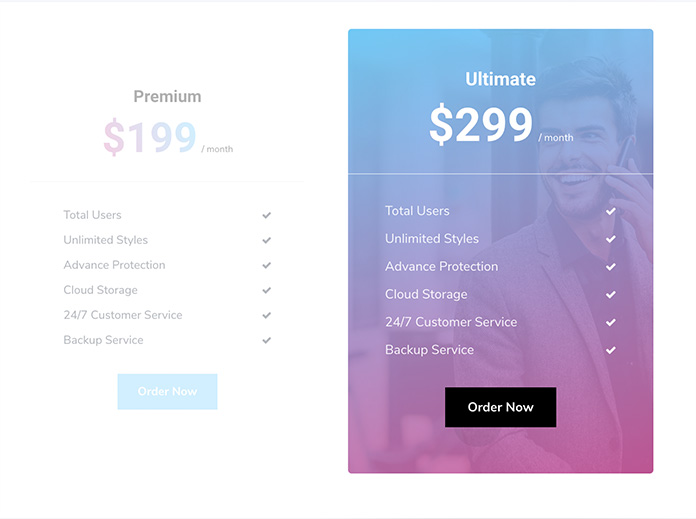 Premium
$199 / month
Total Users
Unlimited Styles
Advance Protection
Cloud Storage
24/7 Customer Service
Backup Service
Order Now
Ultimate
$299 / month
Total Users
Unlimited Styles
Advance Protection
Cloud Storage
24/7 Customer Service
Backup Service
Order Now